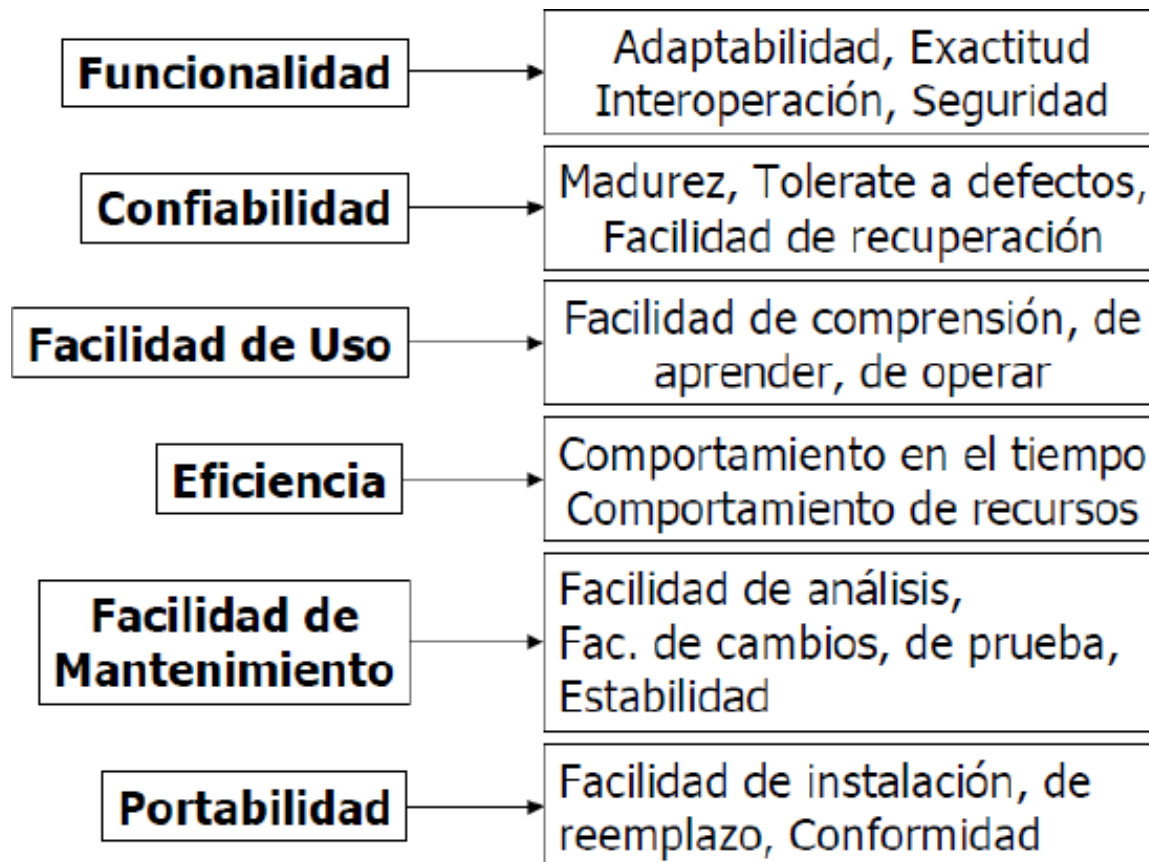 Funcionalidad
Adaptabilidad, Exactitud
Interoperación, Seguridad
Confiabilidad
Madurez, Tolerate a defectos,
Facilidad de recuperación
Facilidad de Uso
Facilidad de comprensión, de
aprender, de operar
Eficiencia
Comportamiento en el tiempo
Comportamiento de recursos
Facilidad de
Mantenimiento
Facilidad de análisis,
Fac. de cambios, de prueba,
Estabilidad
Portabilidad
Facilidad de instalación, de
reemplazo, Conformidad